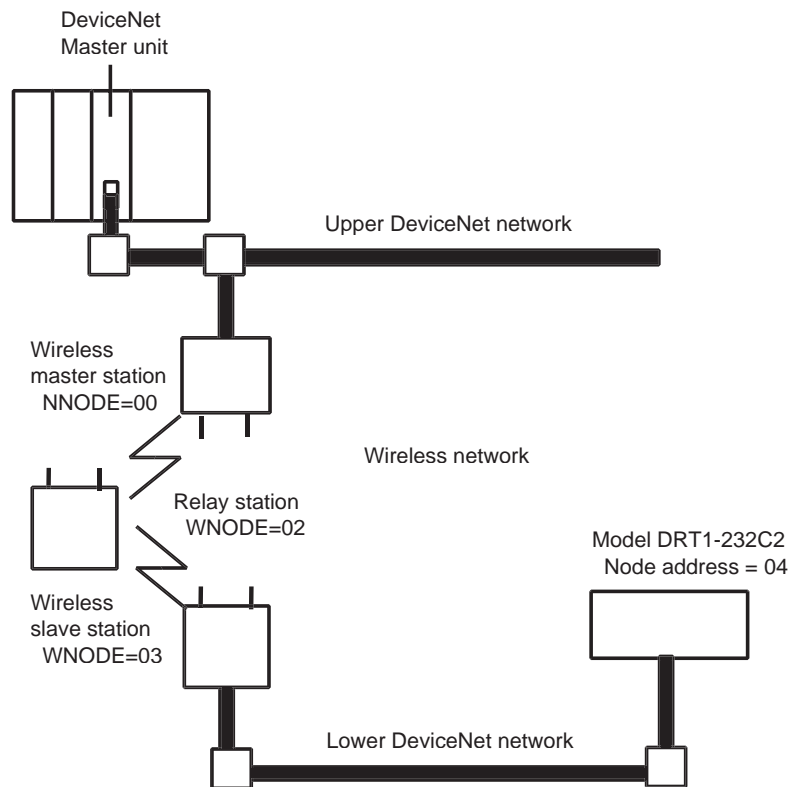 DeviceNet
Master unit
Upper DeviceNet network
Wireless
master station
NNODE=00
Wireless network
Relay station
WNODE=02
Model DRT1-232C2
Node address = 04
Wireless
slave station
WNODE=03
Lower DeviceNet network